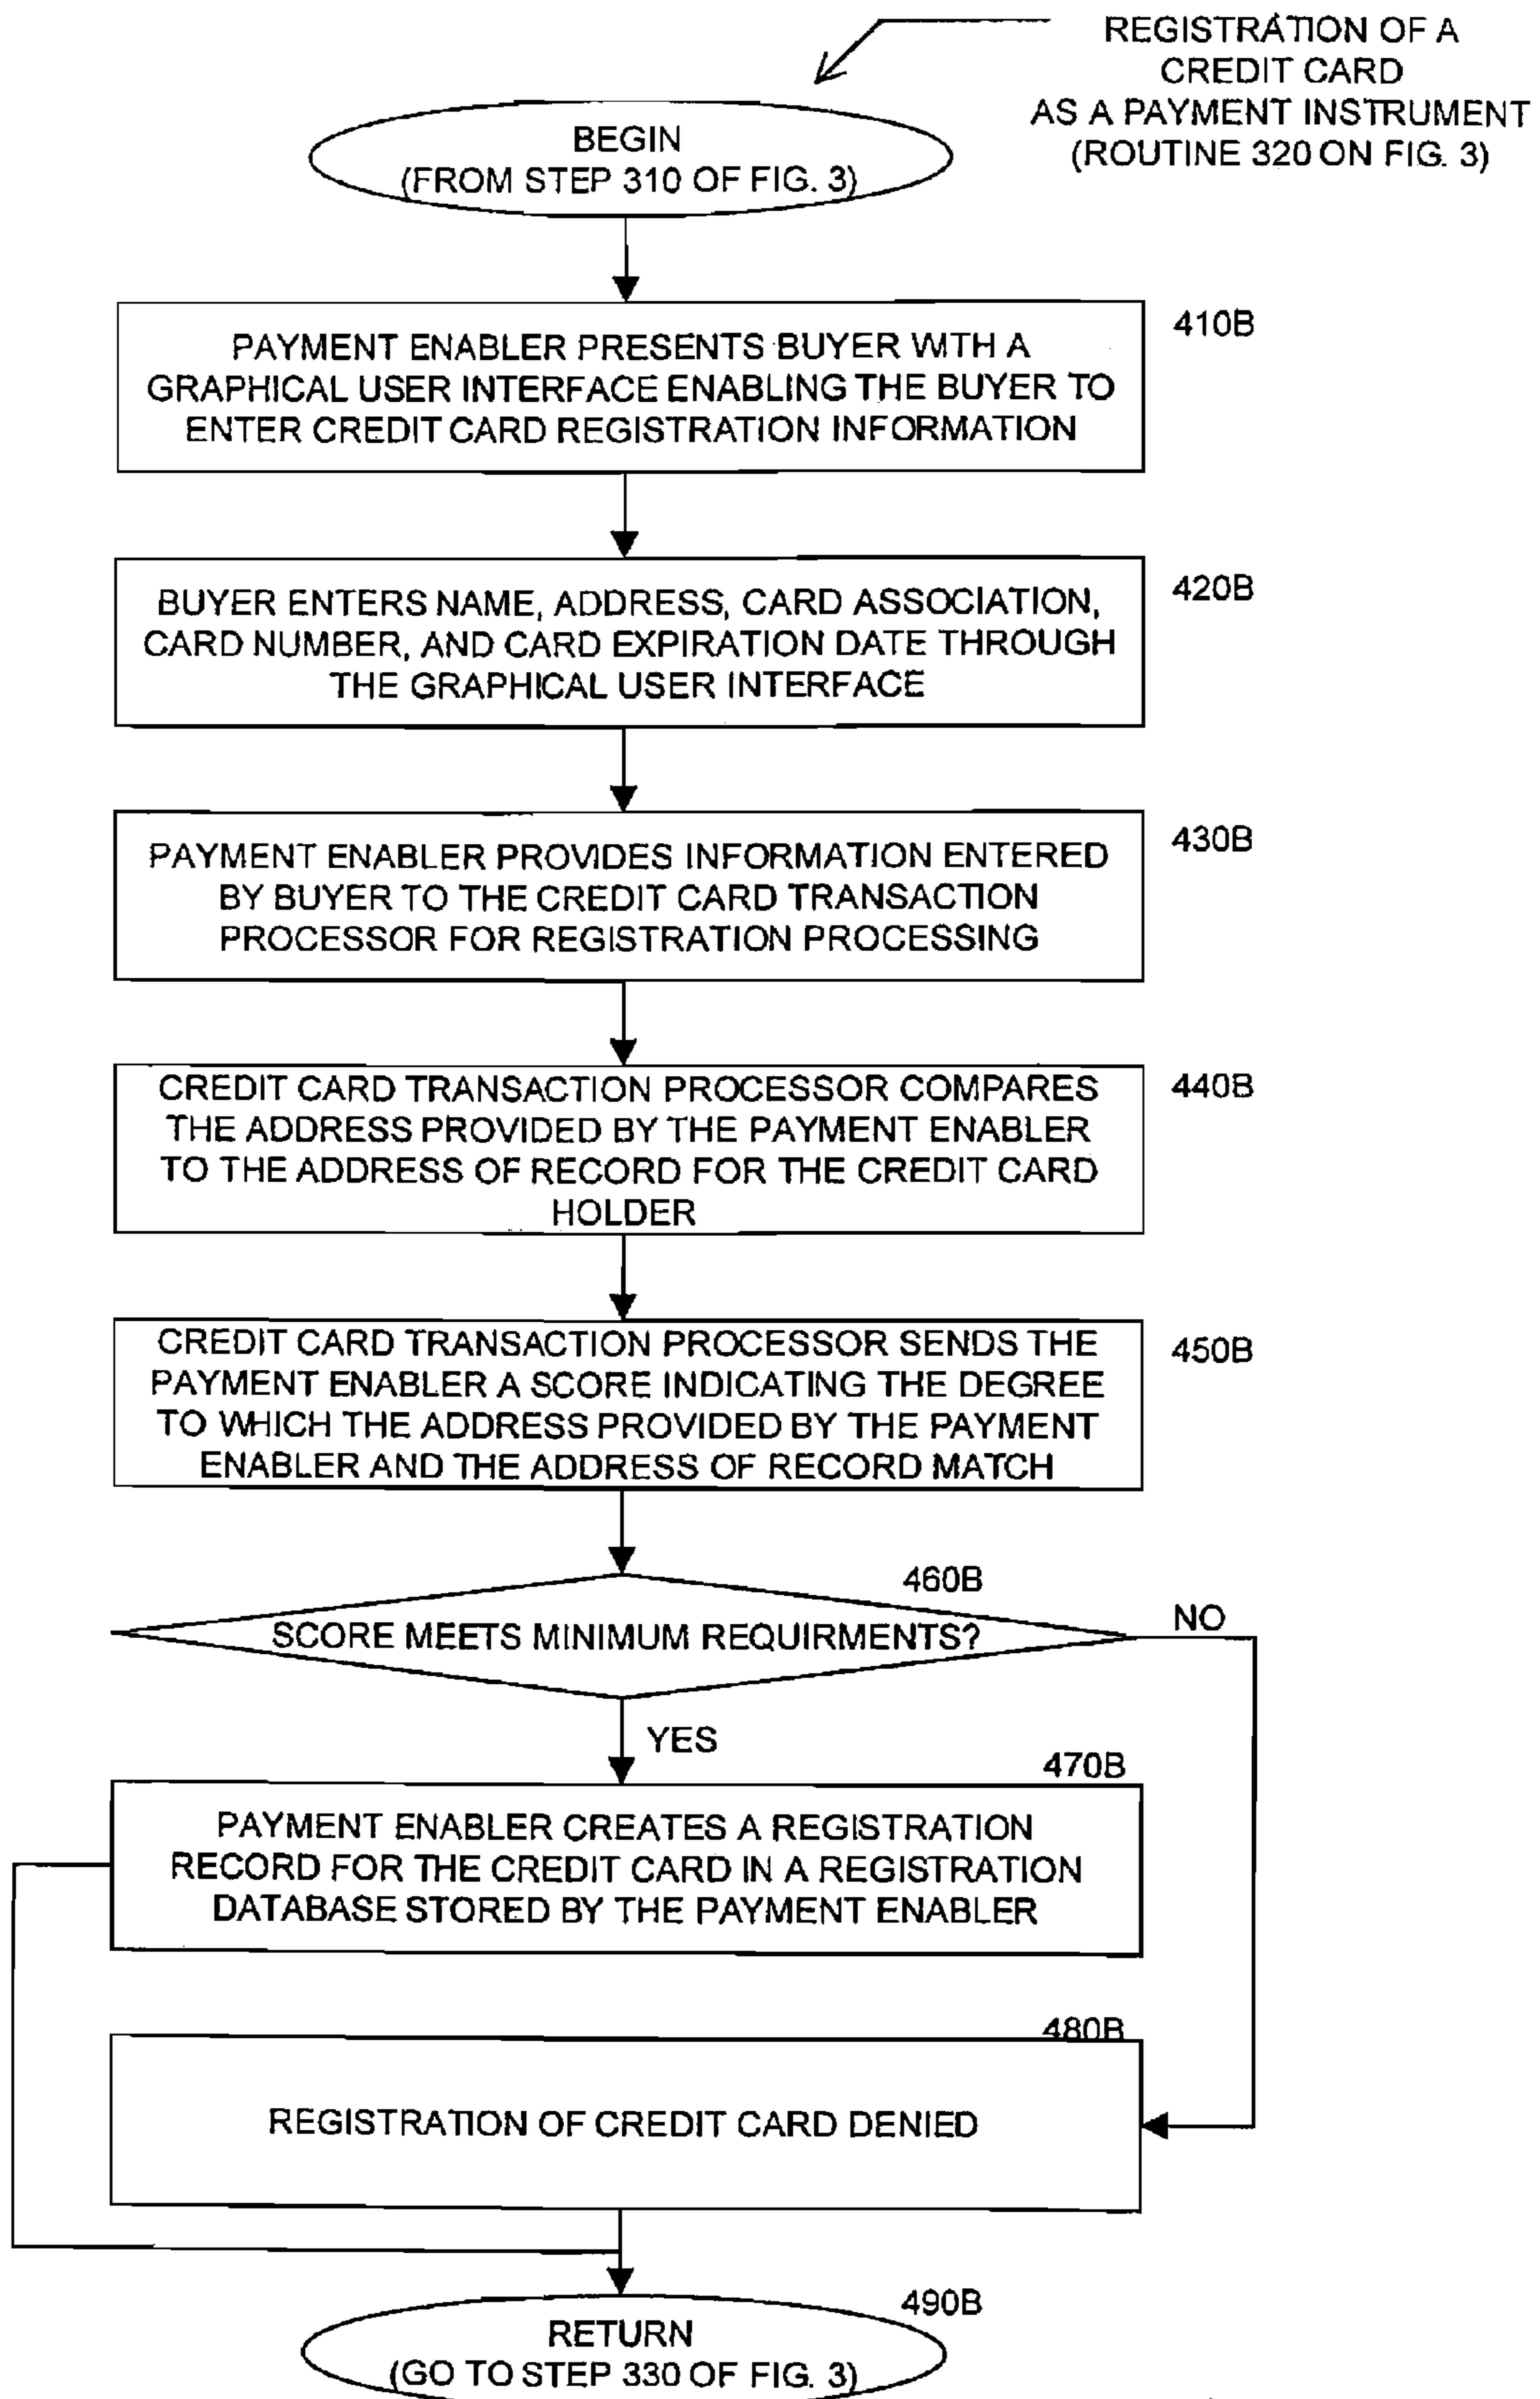 REGISTRATION OF A
CREDIT CARD
AS A PAYMENT INSTRUMENT
(ROUTINE 320 ON FIG. 3)
BEGIN
(FROM STEP 310 OF FIG. 3)
410B
PAYMENT ENABLER PRESENTS BUYER WITH A
GRAPHICAL USER INTERFACE ENABLING THE BUYER TO
ENTER CREDIT CARD REGISTRATION INFORMATION
420B
BUYER ENTERS NAME, ADDRESS, CARD ASSOCIATION,
CARD NUMBER, AND CARD EXPIRATION DATE THROUGH
THE GRAPHICAL USER INTERFACE
430B
PAYMENT ENABLER PROVIDES INFORMATION ENTERED
BY BUYER TO THE CREDIT CARD TRANSACTION
PROCESSOR FOR REGISTRATION PROCESSING
440B
CREDIT CARD TRANSACTION PROCESSOR COMPARES
THE ADDRESS PROVIDED BY THE PAYMENT ENABLER
TO THE ADDRESS OF RECORD FOR THE CREDIT CARD
HOLDER
450B
CREDIT CARD TRANSACTION PROCESSOR SENDS THE
PAYMENT ENABLER A SCORE INDICATING THE DEGREE
TO WHICH THE ADDRESS PROVIDED BY THE PAYMENT
ENABLER AND THE ADDRESS OF RECORD MATCH
460B
SCORE MEETS MINIMUM REQUIRMENTS?
NO
YES
470B
PAYMENT ENABLER CREATES A REGISTRATION
RECORD FOR THE CREDIT CARD IN A REGISTRATION
DATABASE STORED BY THE PAYMENT ENABLER
480B
REGISTRATION OF CREDIT CARD DENIED
490B
RETURN
(GO TO STEP 330 OF FIG. 3)